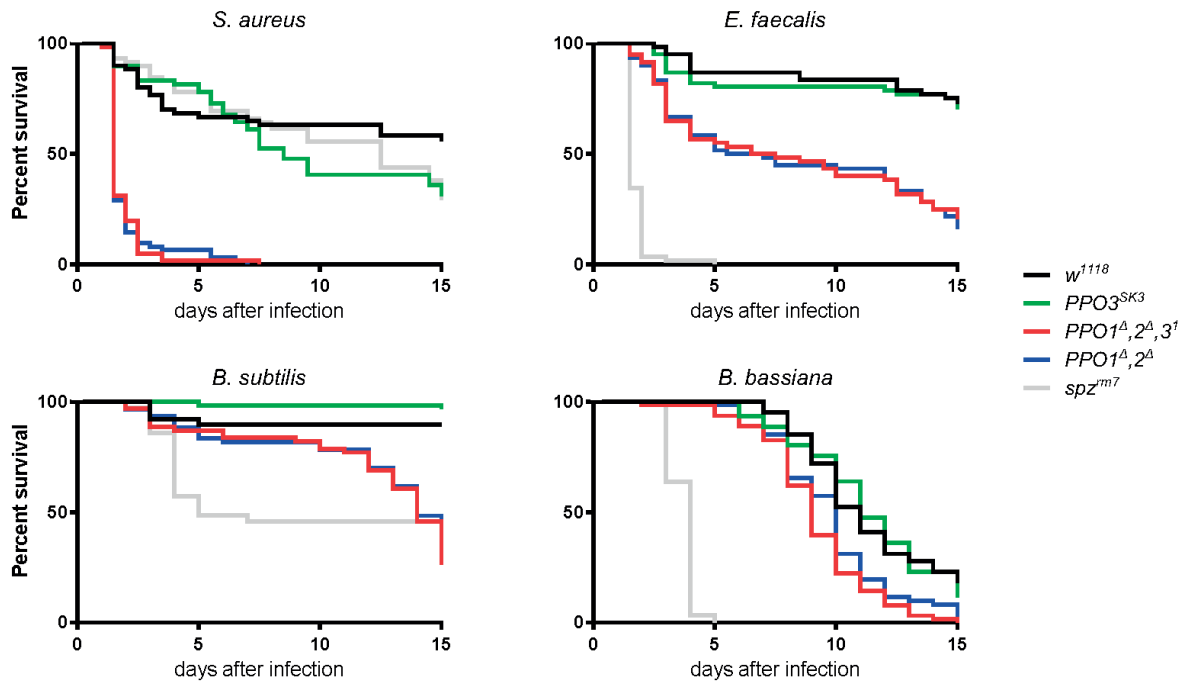 S. aureus
E. faecalis
Percent survival
100
50
0
0 5 10 15
days after infection
100
50
0
0 5 10 15
days after infection
w1118
PPO3SK3
PPO1Δ,2Δ,31
PPO1Δ,2Δ
spzrm7
B. subtilis
B. bassiana
Percent survival
100
50
0
0 5 10 15
days after infection
100
50
0
0 5 10 15
days after infection